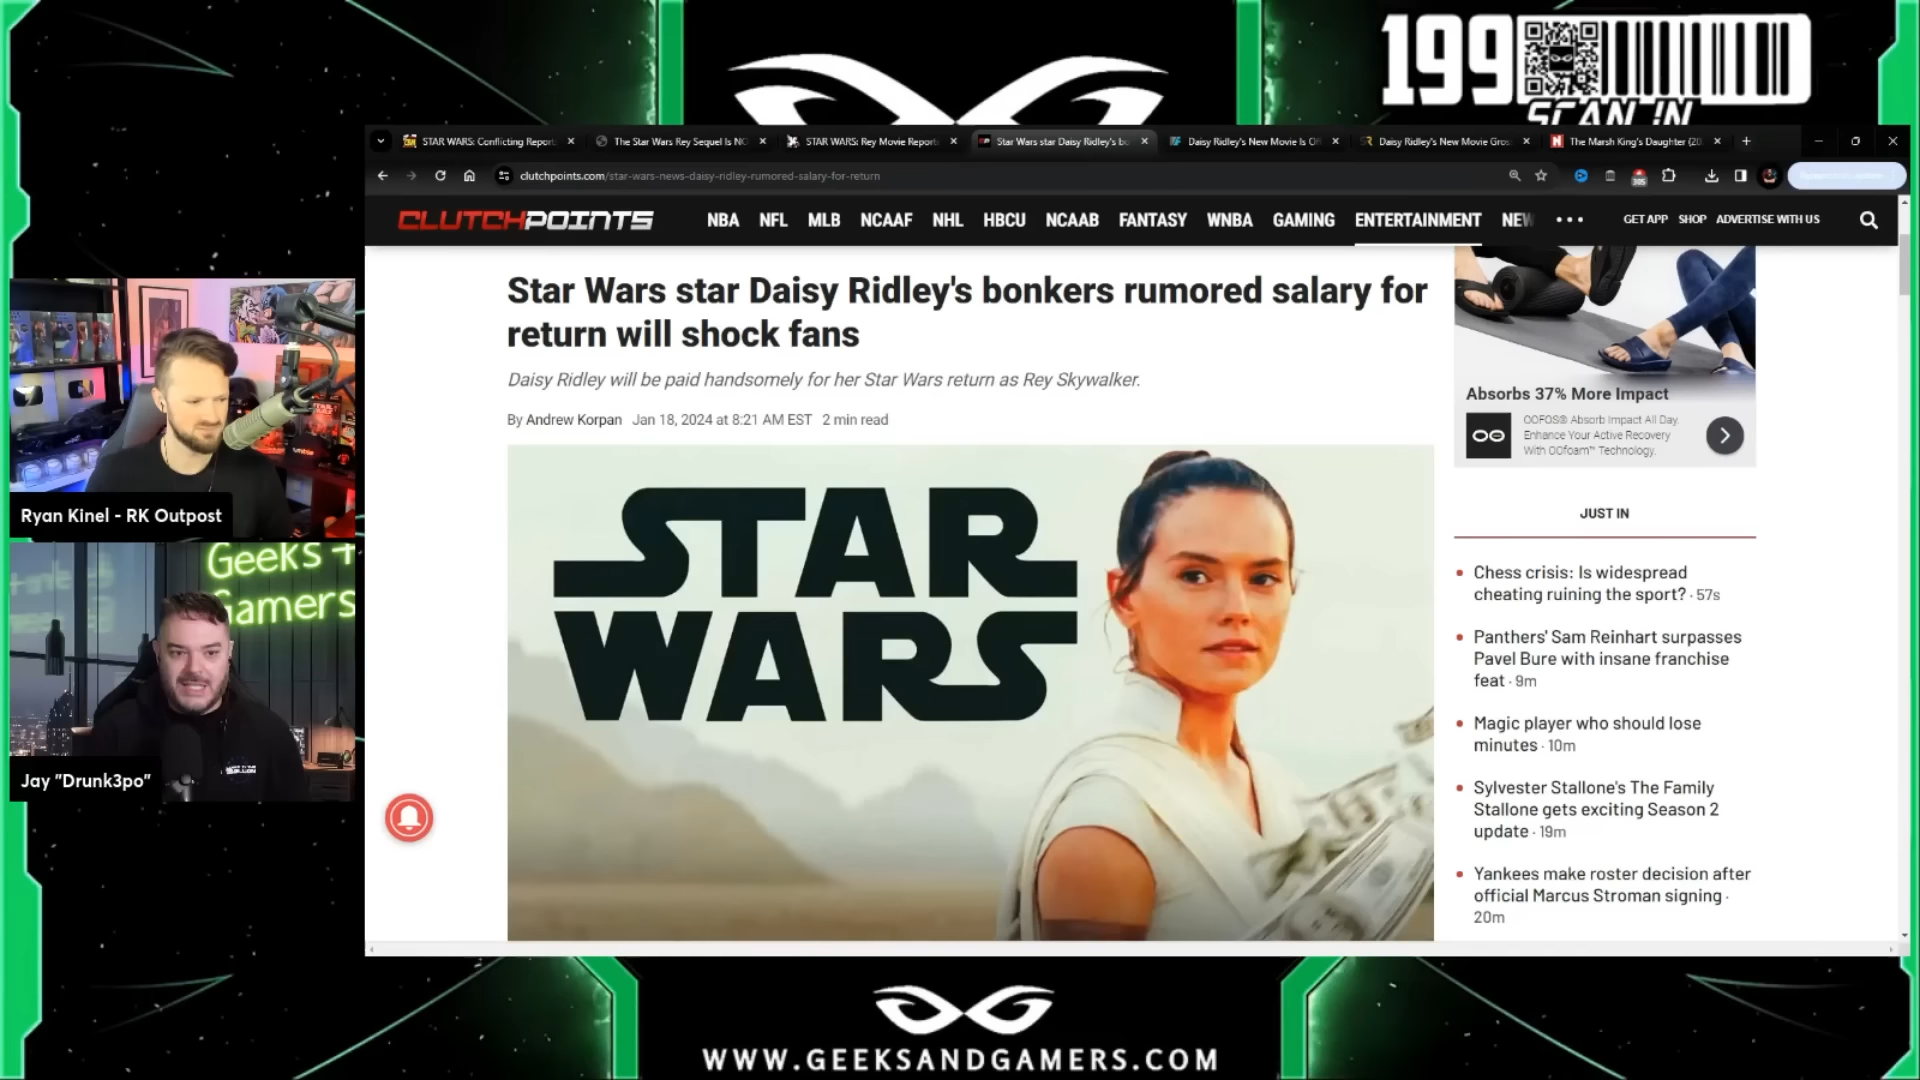 199
SCAN IN
STAR WARS: Conflicting Report
The Star Wars Rey Sequel Is NO
STAR WARS: Rey Movie Report
Star Wars star Daisy Ridley's bo
Daisy Ridley's New Movie Is Of
Daisy Ridley's New Movie Gros
The Marsh King's Daughter (20
clutchpoints.com/star-wars-news-daisy-ridley-rumored-salary-for-return
CLUTCHPOINTS
NBA NFL MLB NCAAF NHL HBCU NCAAB FANTASY WNBA GAMING ENTERTAINMENT NEW
GET APP SHOP ADVERTISE WITH US
Star Wars star Daisy Ridley's bonkers rumored salary for
return will shock fans
Daisy Ridley will be paid handsomely for her Star Wars return as Rey Skywalker.
By Andrew Korpan Jan 18, 2024 at 8:21 AM EST 2 min read
STAR
WARS
Absorbs 37% More Impact
OOFOS® Absorb Impact All Day.
Enhance Your Active Recovery
With OOfoam™ Technology.
JUST IN
Chess crisis: Is widespread
cheating ruining the sport? · 57s
Panthers' Sam Reinhart surpasses
Pavel Bure with insane franchise
feat · 9m
Magic player who should lose
minutes · 10m
Sylvester Stallone's The Family
Stallone gets exciting Season 2
update · 19m
Yankees make roster decision after
official Marcus Stroman signing ·
20m
Ryan Kinel - RK Outpost
Geeks +
Gamers
Jay "Drunk3po"
WWW.GEEKSANDGAMERS.COM